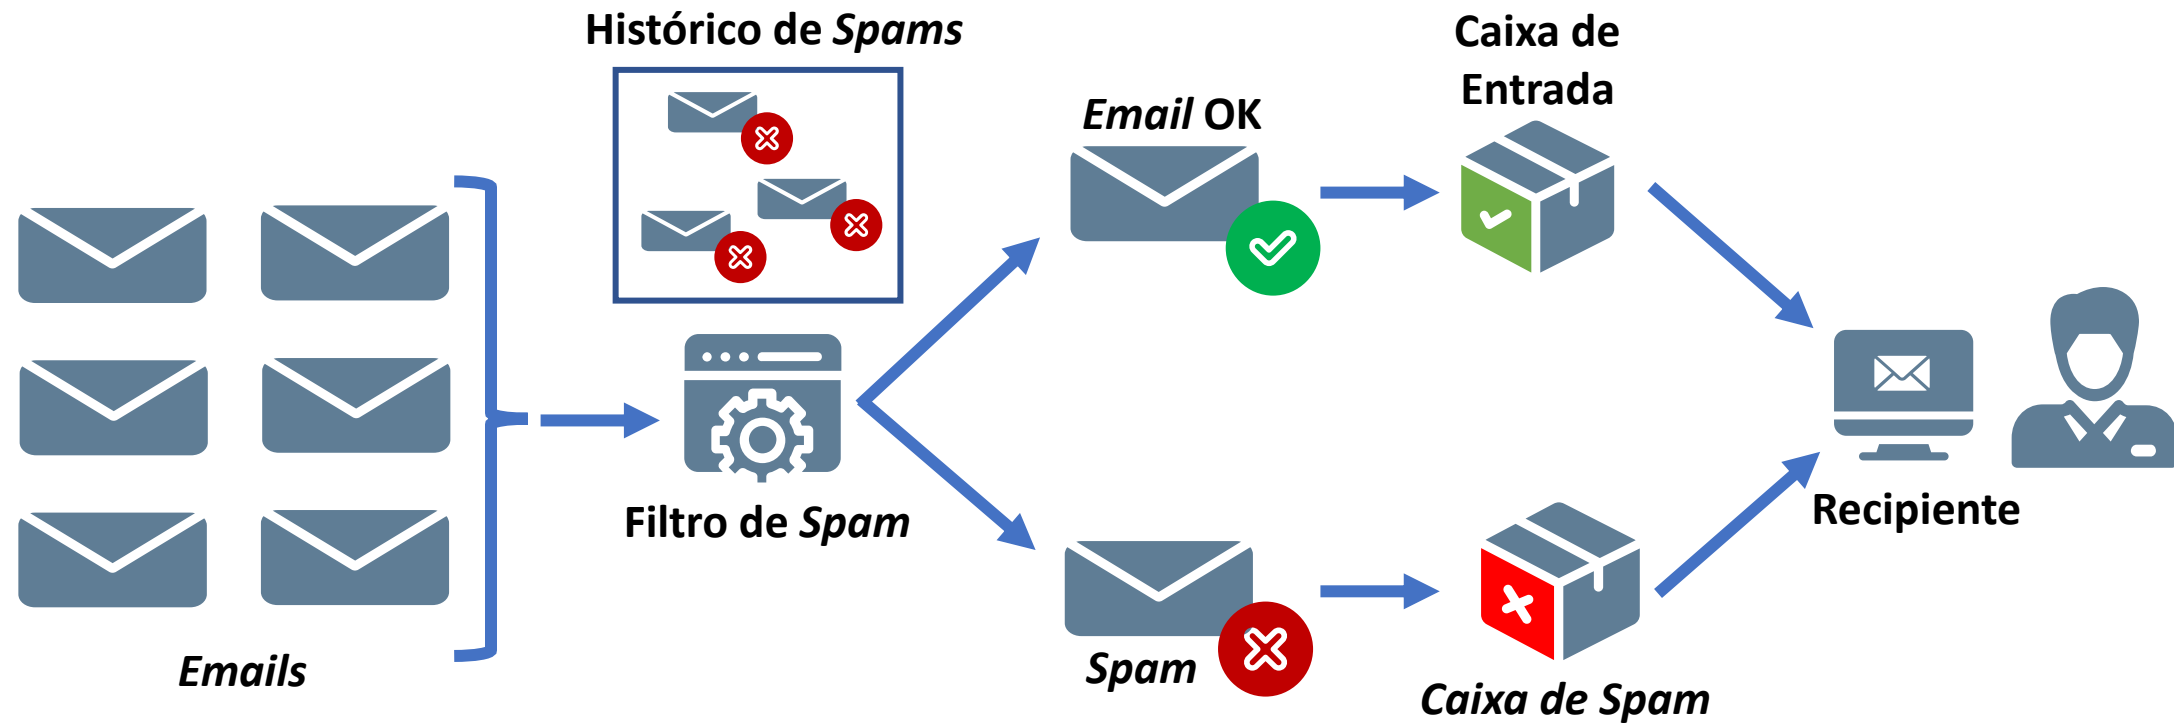 Histórico de Spams
Caixa de
Entrada
Email OK
Filtro de Spam
Recipiente
Emails
Spam
Caixa de Spam